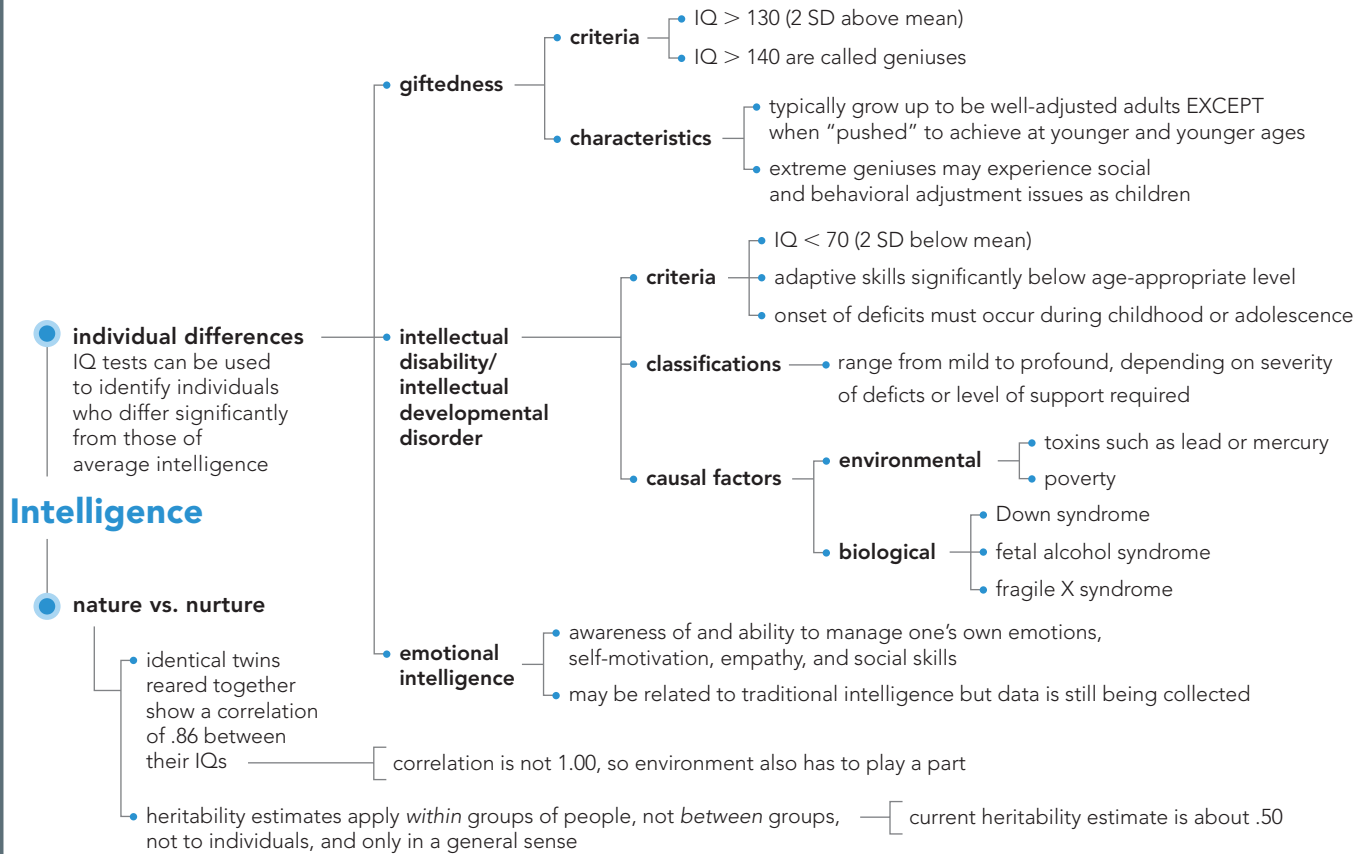 Intelligence
individual differences
IQ tests can be used
to identify individuals
who differ significantly
from those of
average intelligence
giftedness
criteria
IQ > 130 (2 SD above mean)
IQ > 140 are called geniuses
characteristics
typically grow up to be well-adjusted adults EXCEPT
when “pushed” to achieve at younger and younger ages
extreme geniuses may experience social
and behavioral adjustment issues as children
intellectual
disability/
intellectual
developmental
disorder
criteria
IQ < 70 (2 SD below mean)
adaptive skills significantly below age-appropriate level
onset of deficits must occur during childhood or adolescence
classifications
range from mild to profound, depending on severity
of deficts or level of support required
causal factors
environmental
toxins such as lead or mercury
poverty
biological
Down syndrome
fetal alcohol syndrome
fragile X syndrome
emotional
intelligence
awareness of and ability to manage one’s own emotions,
self-motivation, empathy, and social skills
may be related to traditional intelligence but data is still being collected
nature vs. nurture
identical twins
reared together
show a correlation
of .86 between
their IQs
correlation is not 1.00, so environment also has to play a part
heritability estimates apply within groups of people, not between groups,
not to individuals, and only in a general sense
current heritability estimate is about .50